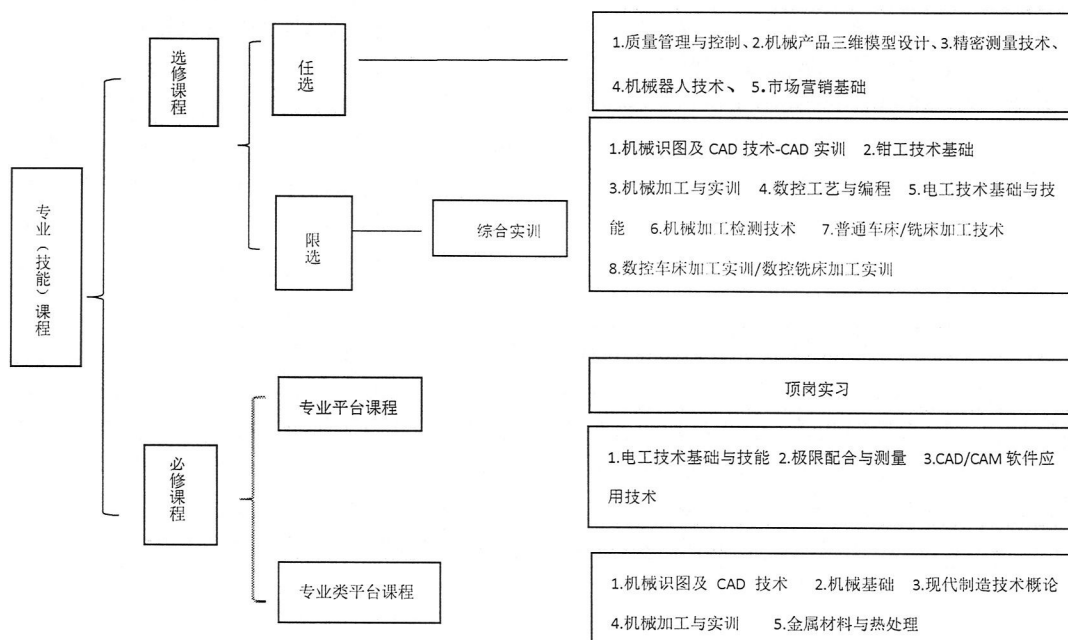 专业（技能）课程
选修课程
任选
1.质量管理与控制、2.机械产品三维模型设计、3.精密测量技术、
4.机械器人技术、 5.市场营销基础
限选
综合实训
1.机械识图及 CAD 技术-CAD 实训 2.钳工技术基础
3.机械加工与实训 4.数控工艺与编程 5.电工技术基础与技
能 6.机械加工检测技术 7.普通车床/铣床加工技术
8.数控车床加工实训/数控铣床加工实训
必修课程
专业平台课程
顶岗实习
1.电工技术基础与技能 2.极限配合与测量 3.CAD/CAM 软件应
用技术
专业类平台课程
1.机械识图及 CAD 技术 2.机械基础 3.现代制造技术概论
4.机械加工与实训 5.金属材料与热处理